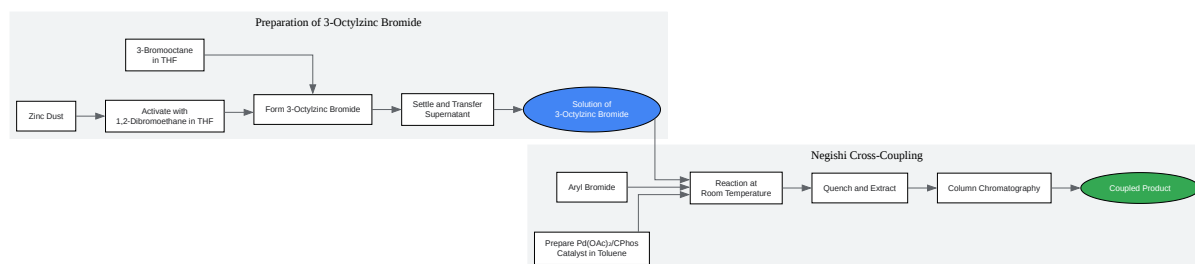 Preparation of 3-Octylzinc Bromide
3-Bromooctane
in THF
Zinc Dust
Activate with
1,2-Dibromoethane in THF
Form 3-Octylzinc Bromide
Settle and Transfer
Supernatant
Solution of
3-Octylzinc Bromide
Negishi Cross-Coupling
Aryl Bromide
Prepare Pd(OAc)₂/CPhos
Catalyst in Toluene
Reaction at
Room Temperature
Quench and Extract
Column Chromatography
Coupled Product